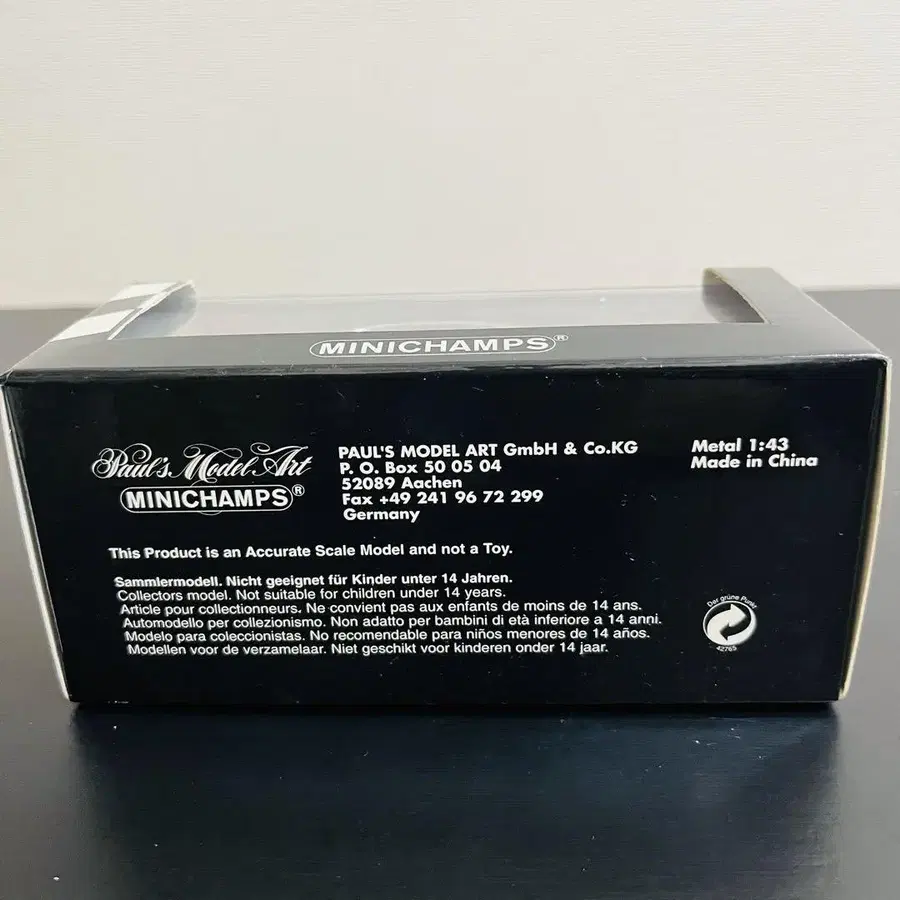 MINICHAMPS®
Paul's Model Art
MINICHAMPS®
PAUL'S MODEL ART GmbH & Co.KG
P. O. Box 50 05 04
52089 Aachen
Fax +49 241 96 72 299
Germany
Metal 1:43
Made in China
This Product is an Accurate Scale Model and not a Toy.
Sammlermodell. Nicht geeignet für Kinder unter 14 Jahren.
Collectors model. Not suitable for children under 14 years.
Article pour collectionneurs. Ne convient pas aux enfants de moins de 14 ans.
Automodello per collezionismo. Non adatto per bambini di età inferiore a 14 anni.
Modelo para coleccionistas. No recomendable para niños menores de 14 años.
Modellen voor de verzamelaar. Niet geschikt voor kinderen onder 14 jaar.
Der grüne Punkt
42765